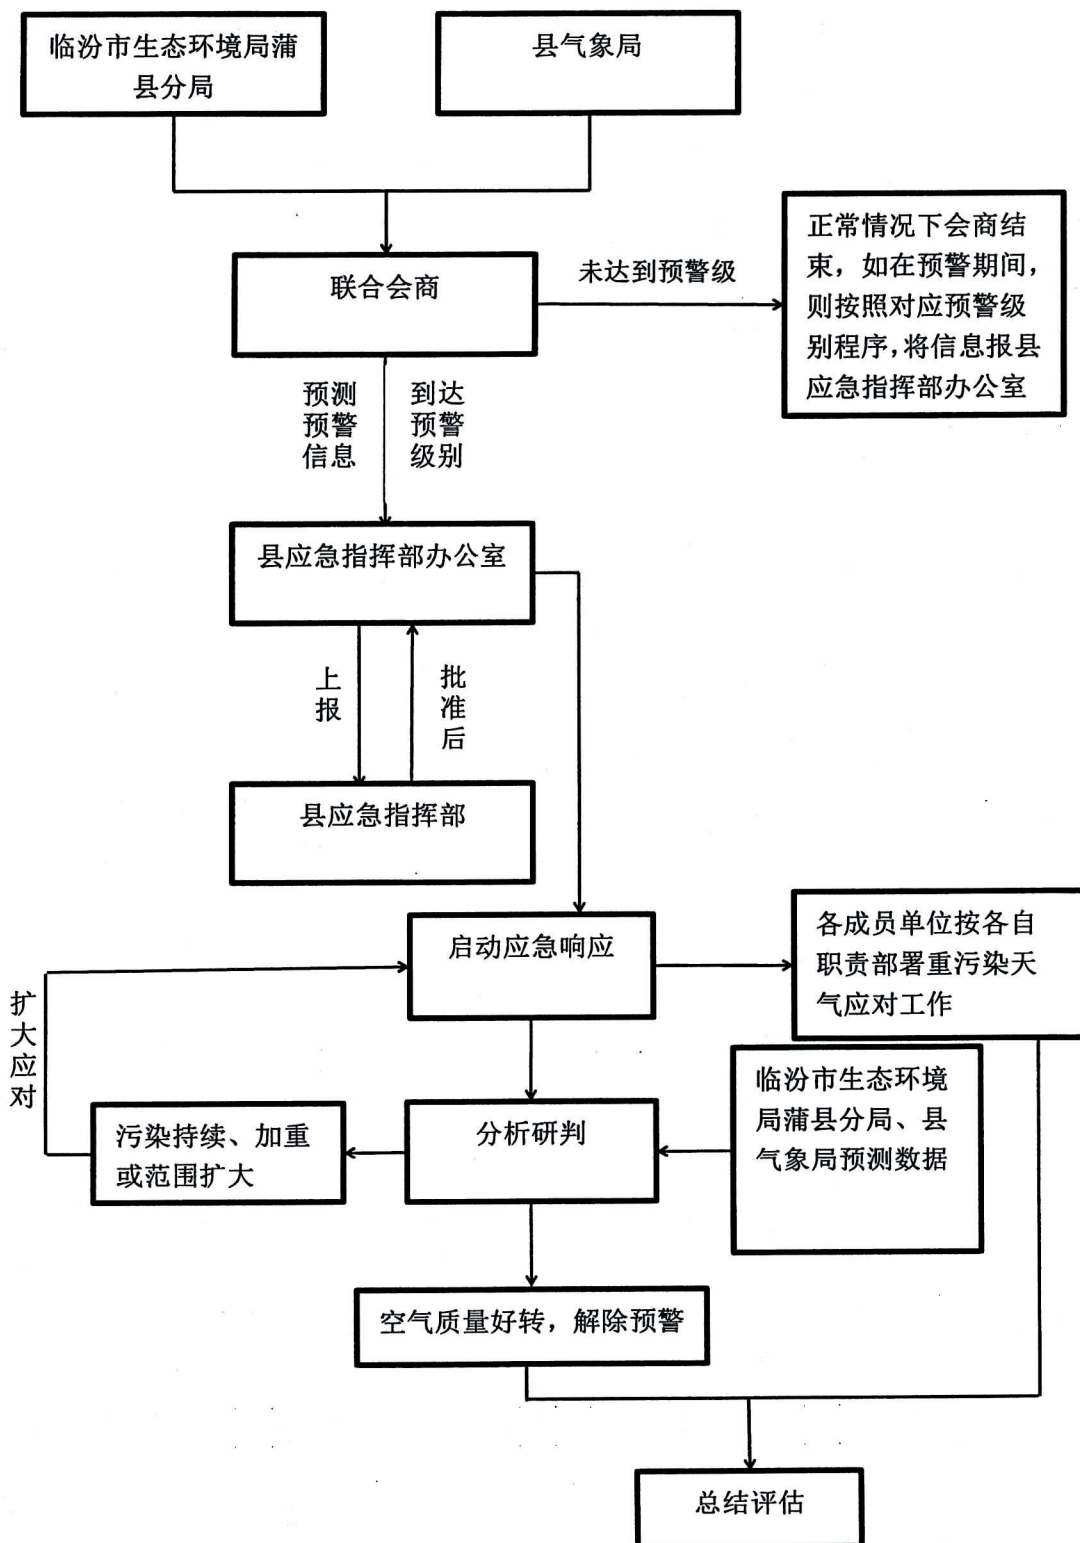 临汾市生态环境局蒲
县分局
县气象局
联合会商
未达到预警级
正常情况下会商结
束，如在预警期间，
则按照对应预警级
别程序，将信息报县
应急指挥部办公室
预测
预警
信息
到达
预警
级别
县应急指挥部办公室
上报
批准后
县应急指挥部
启动应急响应
各成员单位按各自
职责部署重污染天
气应对工作
扩大应对
临汾市生态环境
局蒲县分局、县
气象局预测数据
分析研判
污染持续、加重
或范围扩大
空气质量好转，解除预警
总结评估